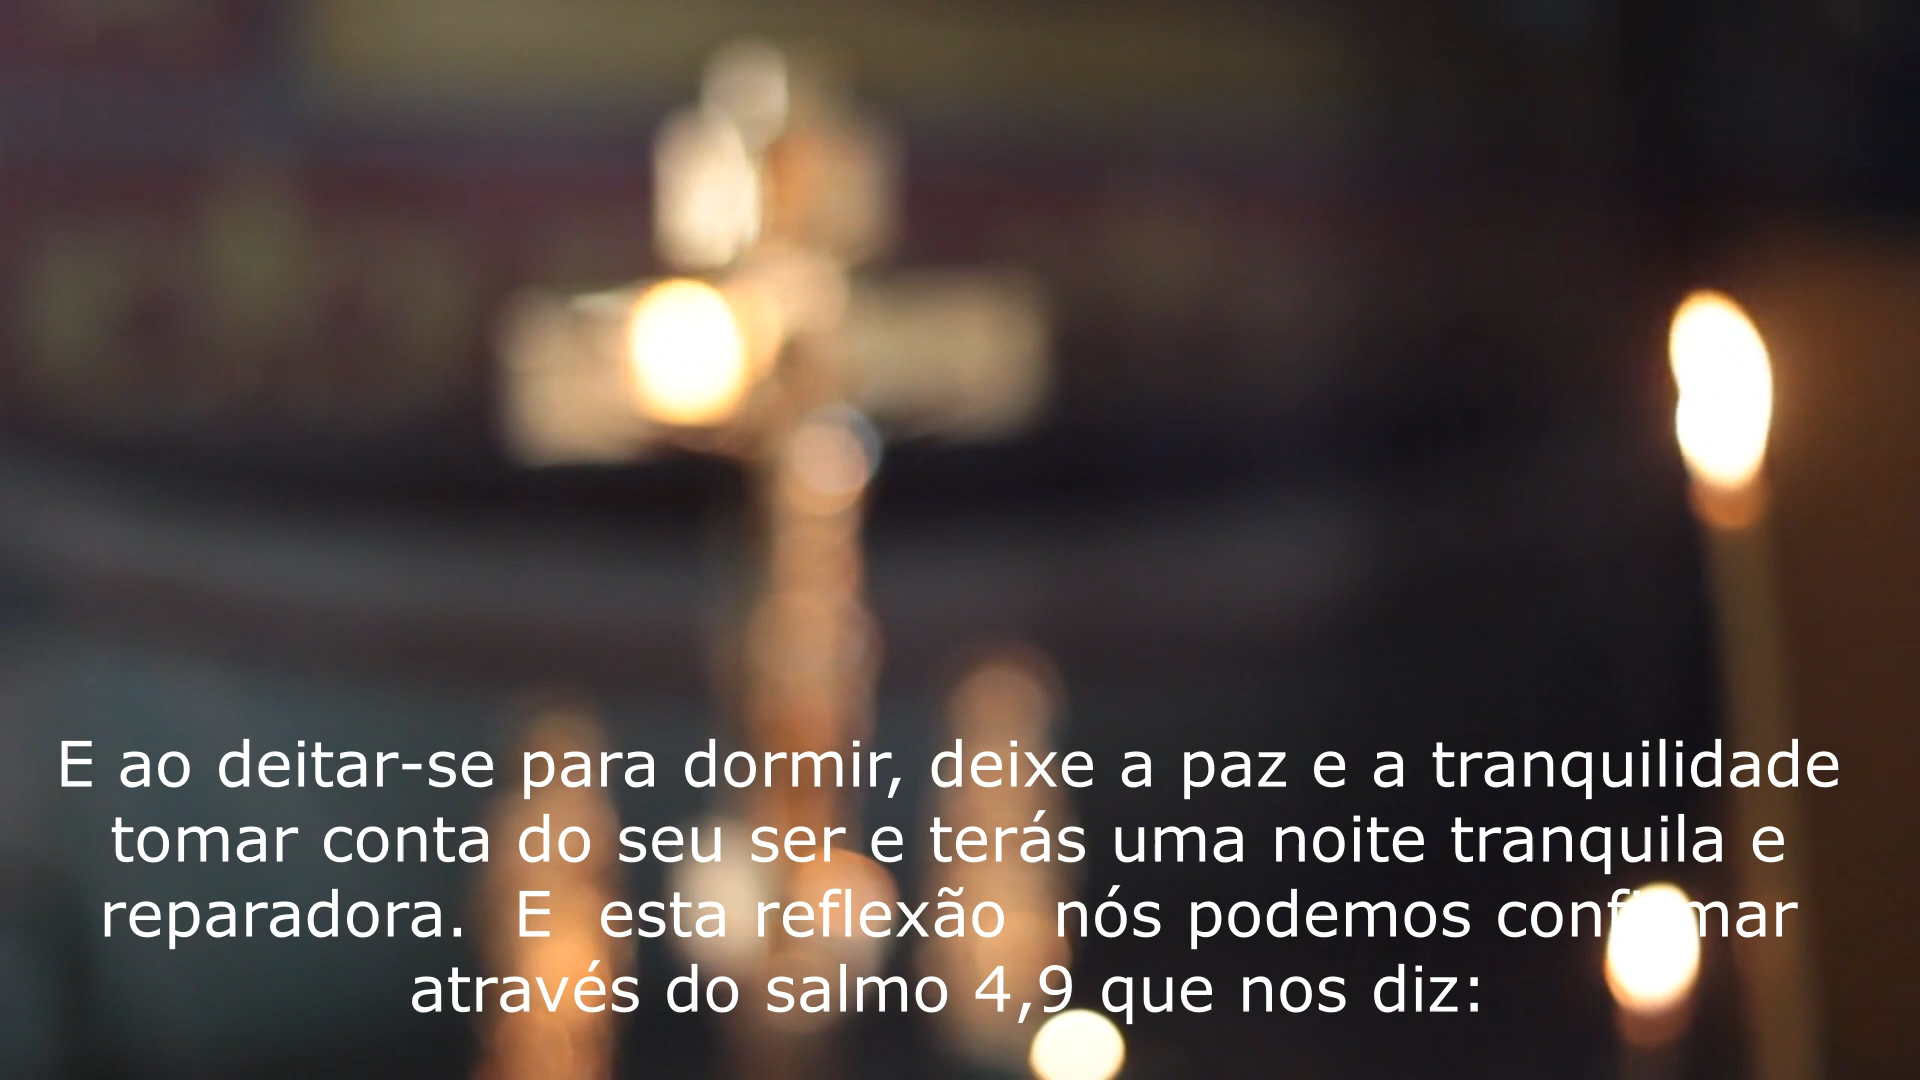 E ao deitar-se para dormir, deixe a paz e a tranquilidade
tomar conta do seu ser e terás uma noite tranquila e
reparadora.  E  esta reflexão  nós podemos confirmar
através do salmo 4,9 que nos diz: